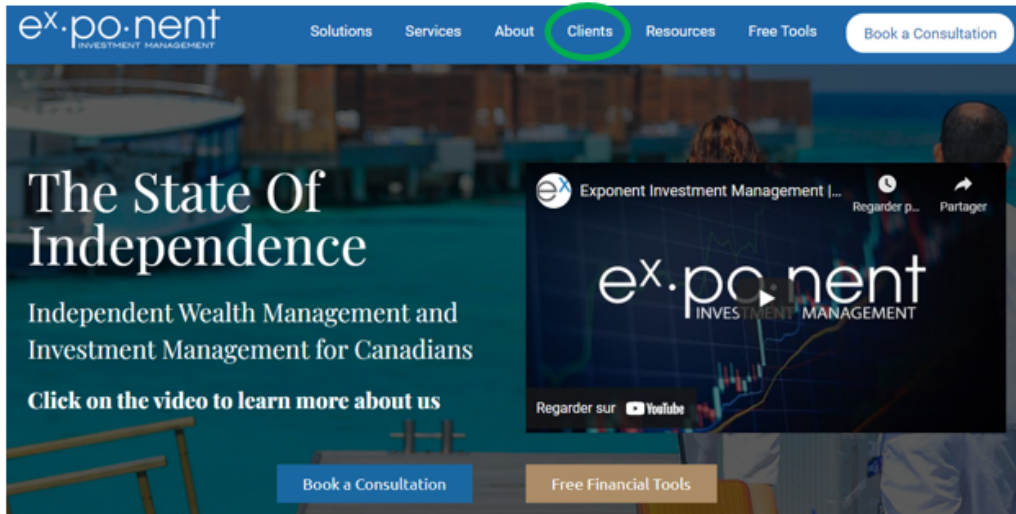 ex·po·nent
INVESTMENT MANAGEMENT
Solutions Services About Clients Resources Free Tools Book a Consultation
The State Of
Independence
Independent Wealth Management and
Investment Management for Canadians
Click on the video to learn more about us
ex Exponent Investment Management |...
Regarder p... Partager
ex·po·nent
INVESTMENT MANAGEMENT
Regarder sur YouTube
Book a Consultation Free Financial Tools